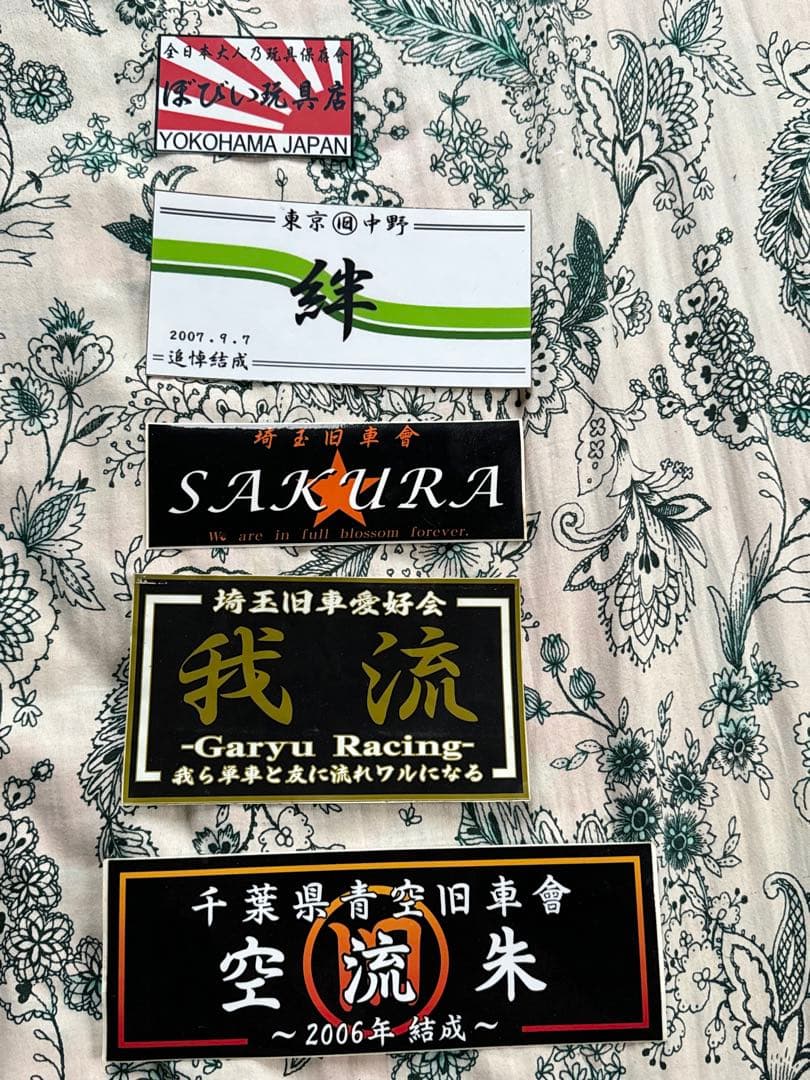 全日本大人乃玩具保存會
ぼびい玩具店
YOKOHAMA JAPAN
東京㊞中野
絆
2007.9.7
追悼結成
埼玉旧車會
SAKURA
We are in full blossom forever.
埼玉旧車愛好会
我流
-Garyu Racing-
我ら単車と友に流れワルになる
千葉県青空旧車會
旧
空流朱
～2006年 結成～